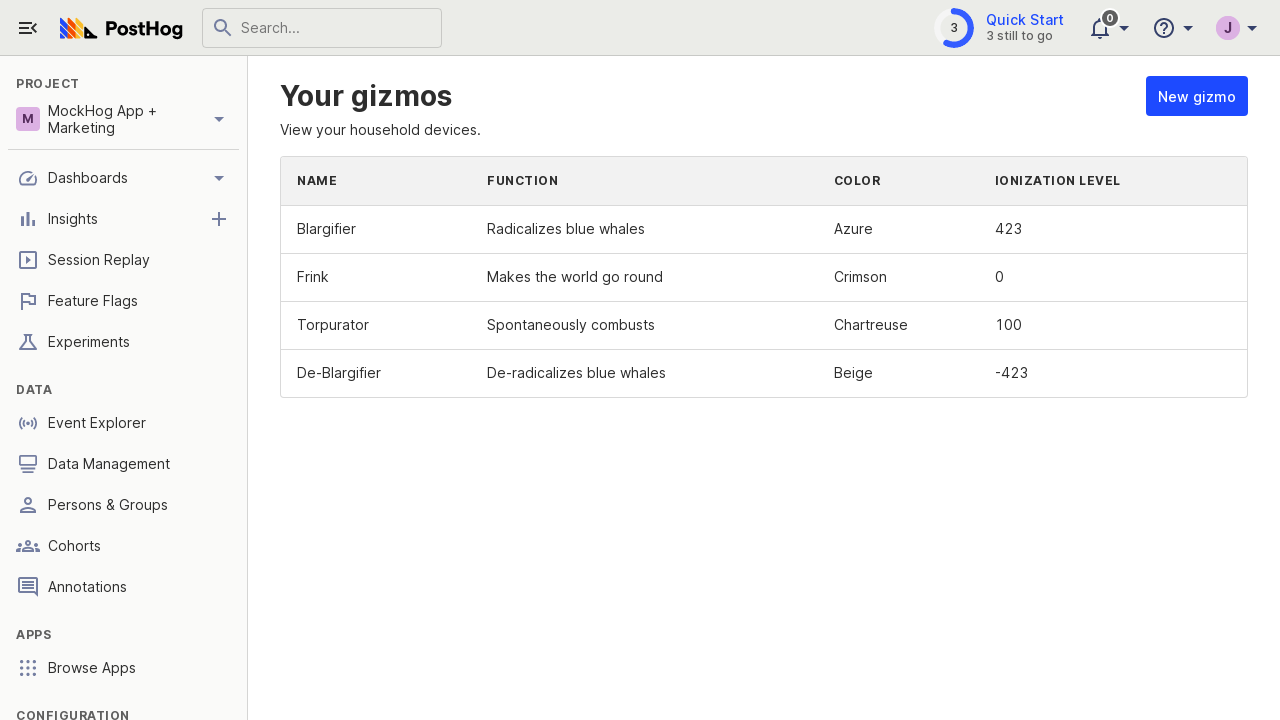 PostHog
Search...
3
Quick Start
3 still to go
0
J
PROJECT
M
MockHog App +
Marketing
Dashboards
Insights
Session Replay
Feature Flags
Experiments
DATA
Event Explorer
Data Management
Persons & Groups
Cohorts
Annotations
APPS
Browse Apps
CONFIGURATION
Your gizmos
New gizmo
View your household devices.
NAME FUNCTION COLOR IONIZATION LEVEL
Blargifier Radicalizes blue whales Azure 423
Frink Makes the world go round Crimson 0
Torpurator Spontaneously combusts Chartreuse 100
De-Blargifier De-radicalizes blue whales Beige -423